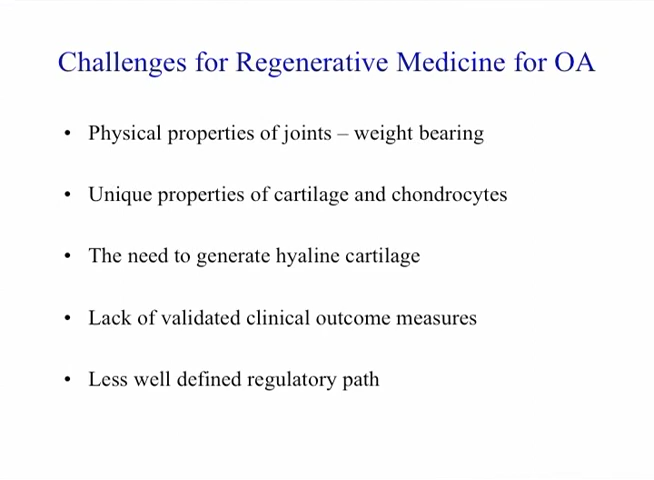 Challenges for Regenerative Medicine for OA
• Physical properties of joints – weight bearing
• Unique properties of cartilage and chondrocytes
• The need to generate hyaline cartilage
• Lack of validated clinical outcome measures
• Less well defined regulatory path